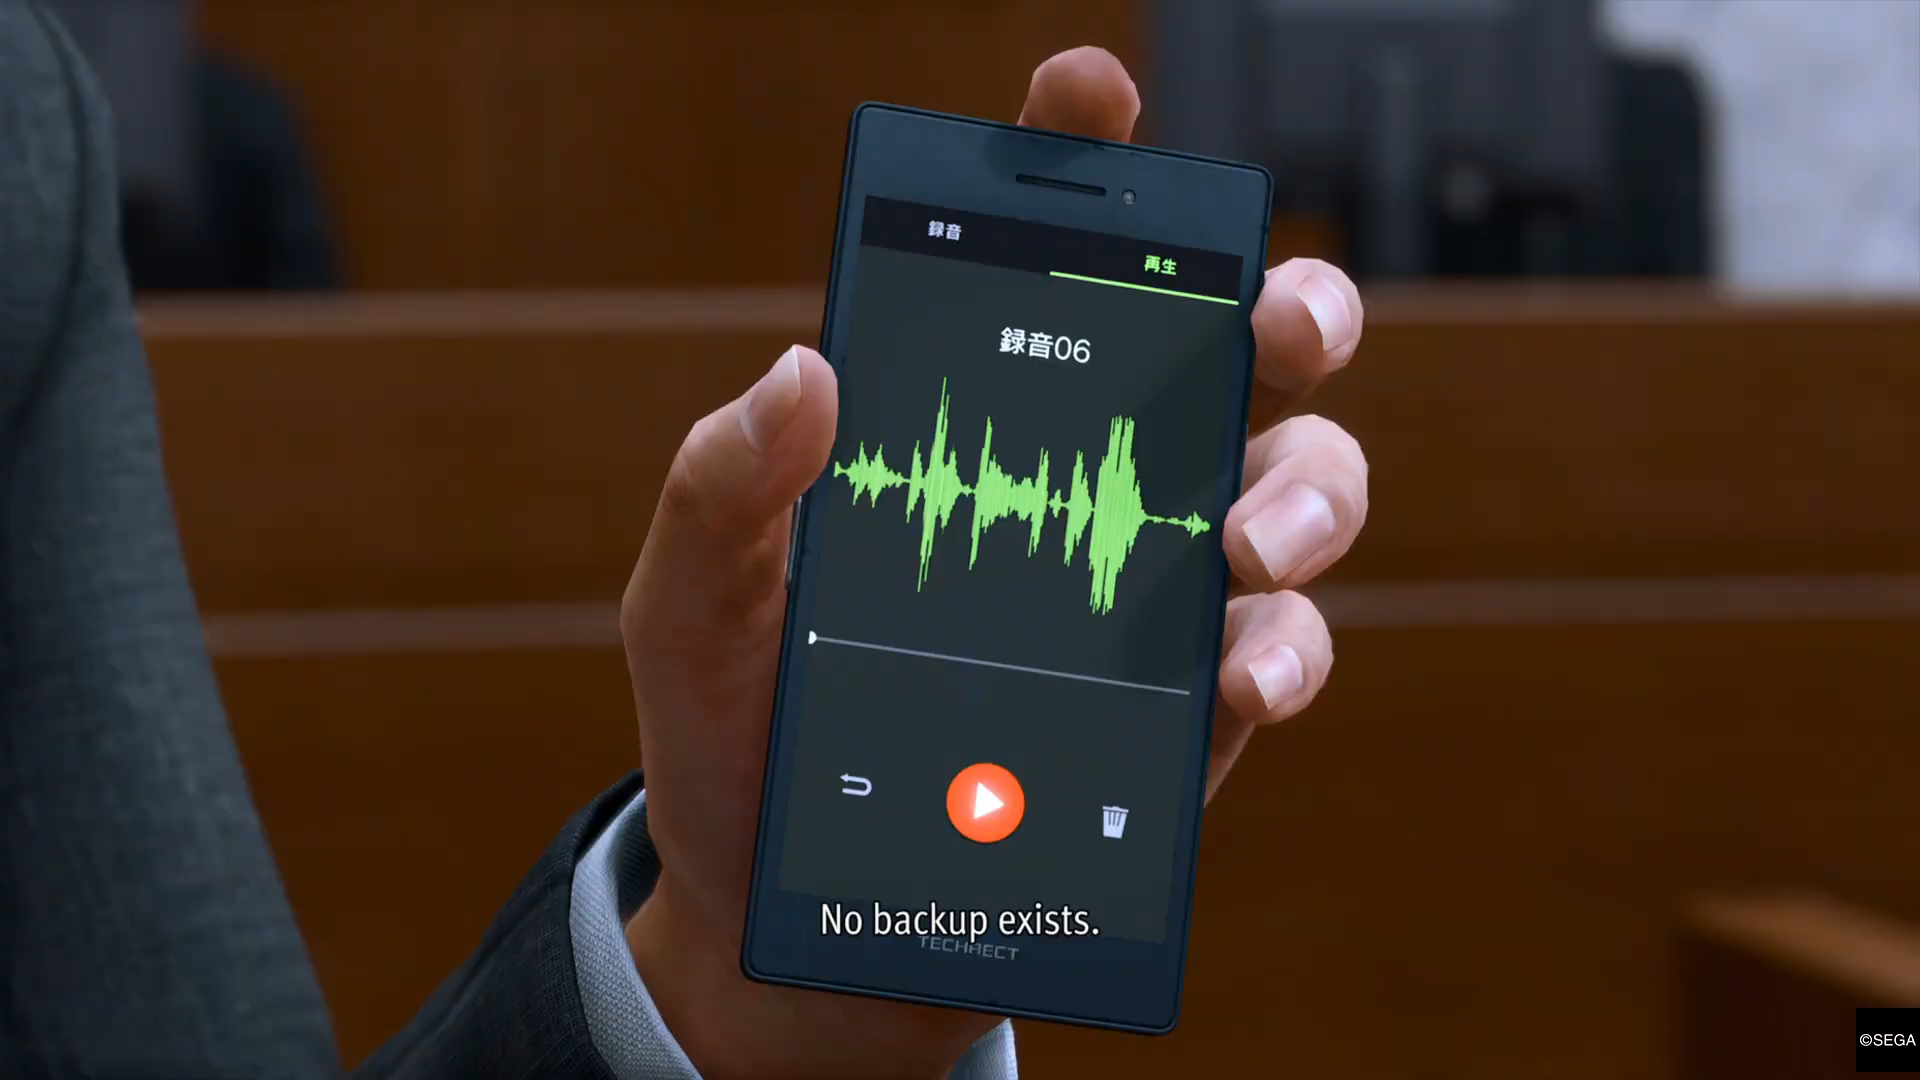 録音
再生
録音06
No backup exists.
TECHRECT
©SEGA